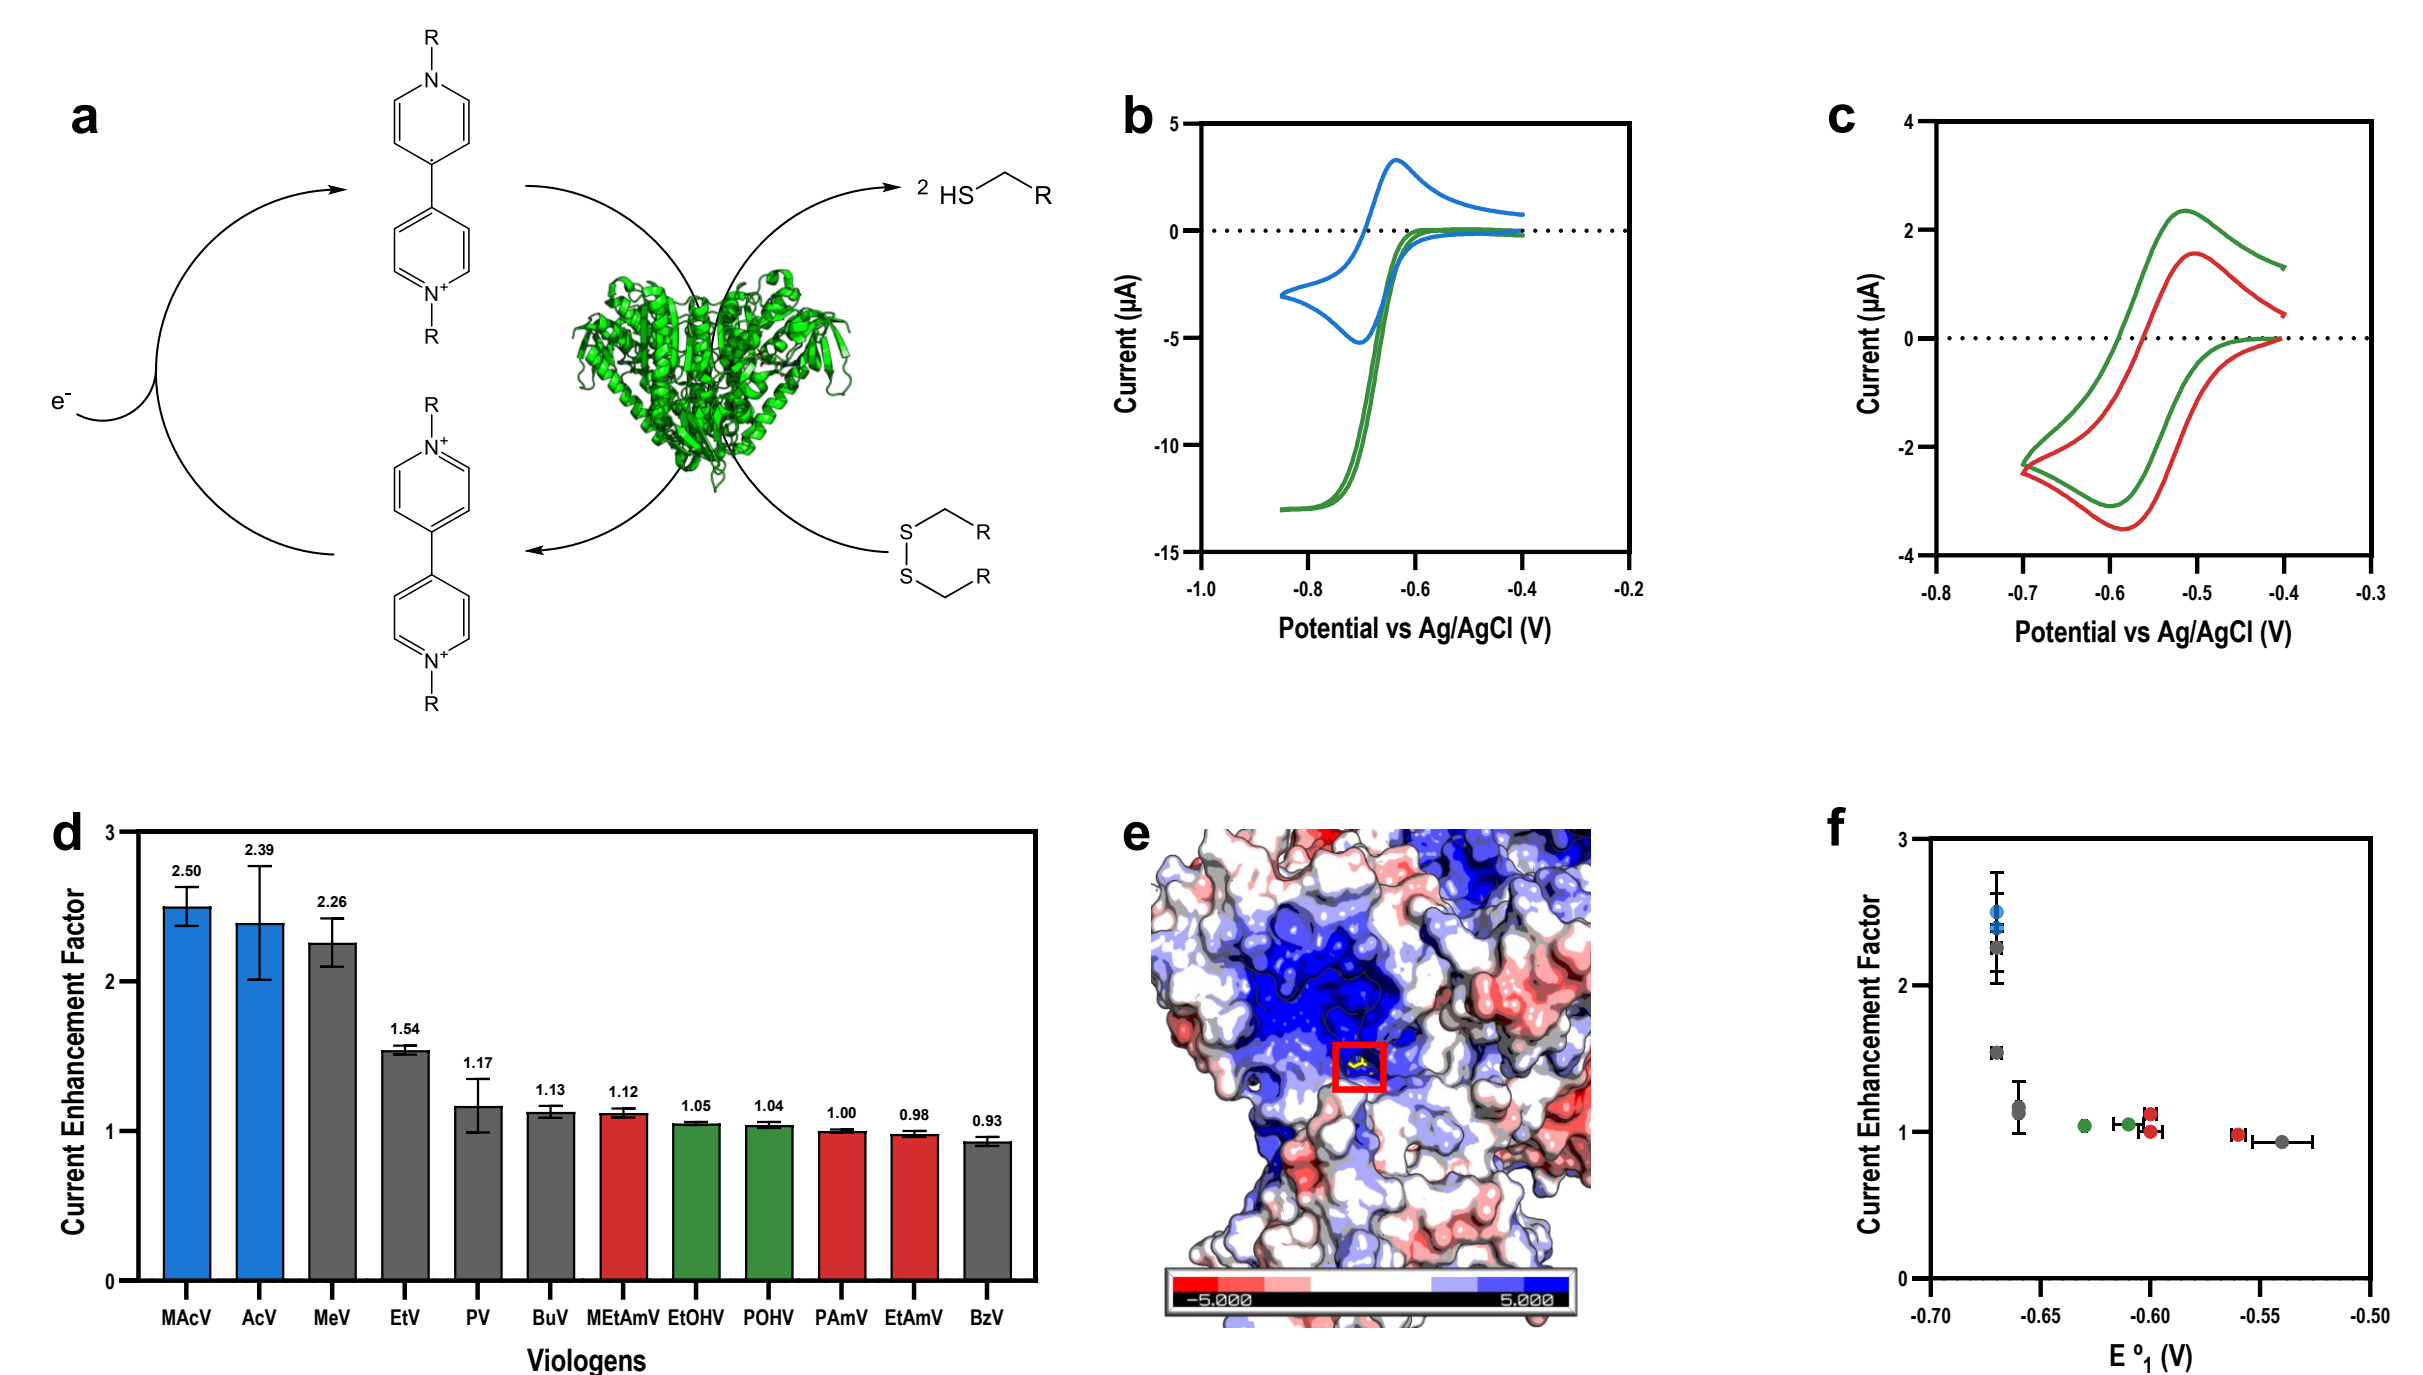 a
R
N
N+
R
e-
R
N+
N+
R
2 HS R
S R
S R
b
5
0
-5
-10
-15
Current (µA)
-1.0 -0.8 -0.6 -0.4 -0.2
Potential vs Ag/AgCl (V)
c
4
2
0
-2
-4
Current (µA)
-0.8 -0.7 -0.6 -0.5 -0.4 -0.3
Potential vs Ag/AgCl (V)
d
3
2
1
0
Current Enhancement Factor
2.50 2.39 2.26 1.54 1.17 1.13 1.12 1.05 1.04 1.00 0.98 0.93
MAcV AcV MeV EtV PV BuV MEtAmV EtOHV POHV PAmV EtAmV BzV
Viologens
e
-5.000 5.000
f
3
2
1
0
Current Enhancement Factor
-0.70 -0.65 -0.60 -0.55 -0.50
E º1 (V)